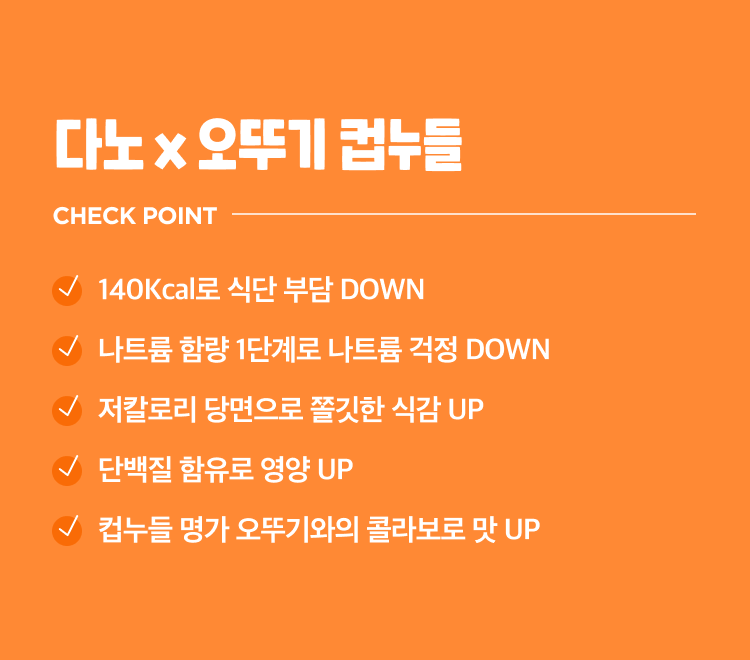 다노 x 오뚜기 컵누들
CHECK POINT
140Kcal로 식단 부담 DOWN
나트륨 함량 1단계로 나트륨 걱정 DOWN
저칼로리 당면으로 쫄깃한 식감 UP
단백질 함유로 영양 UP
컵누들 명가 오뚜기와의 콜라보로 맛 UP